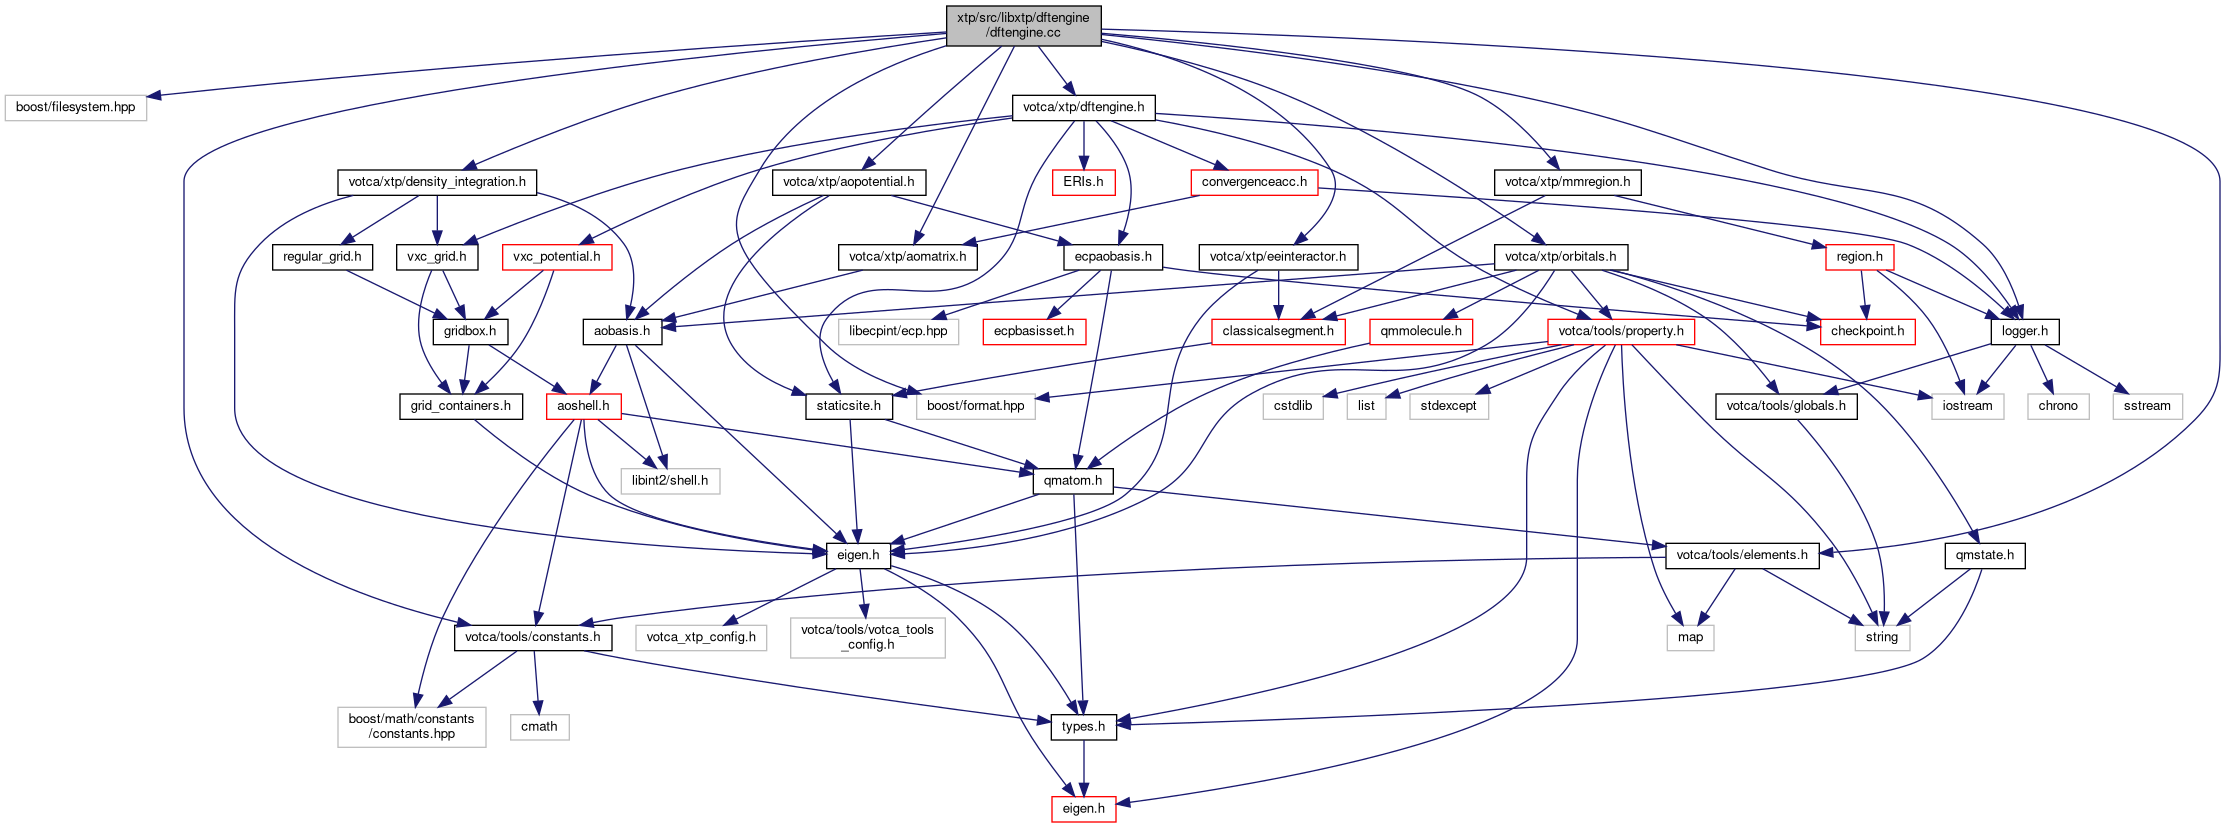 xtp/src/libxtp/dftengine
/dftengine.cc
boost/filesystem.hpp
votca/xtp/dftengine.h
votca/xtp/density_integration.h
votca/xtp/aopotential.h
ERIs.h
convergenceacc.h
votca/xtp/mmregion.h
regular_grid.h
vxc_grid.h
vxc_potential.h
votca/xtp/aomatrix.h
ecpaobasis.h
votca/xtp/eeinteractor.h
votca/xtp/orbitals.h
region.h
gridbox.h
aobasis.h
libecpint/ecp.hpp
ecpbasisset.h
classicalsegment.h
qmmolecule.h
votca/tools/property.h
checkpoint.h
logger.h
grid_containers.h
aoshell.h
staticsite.h
boost/format.hpp
cstdlib
list
stdexcept
votca/tools/globals.h
iostream
chrono
sstream
libint2/shell.h
qmatom.h
eigen.h
votca/tools/elements.h
qmstate.h
votca/tools/constants.h
votca_xtp_config.h
votca/tools/votca_tools
_config.h
map
string
boost/math/constants
/constants.hpp
cmath
types.h
eigen.h